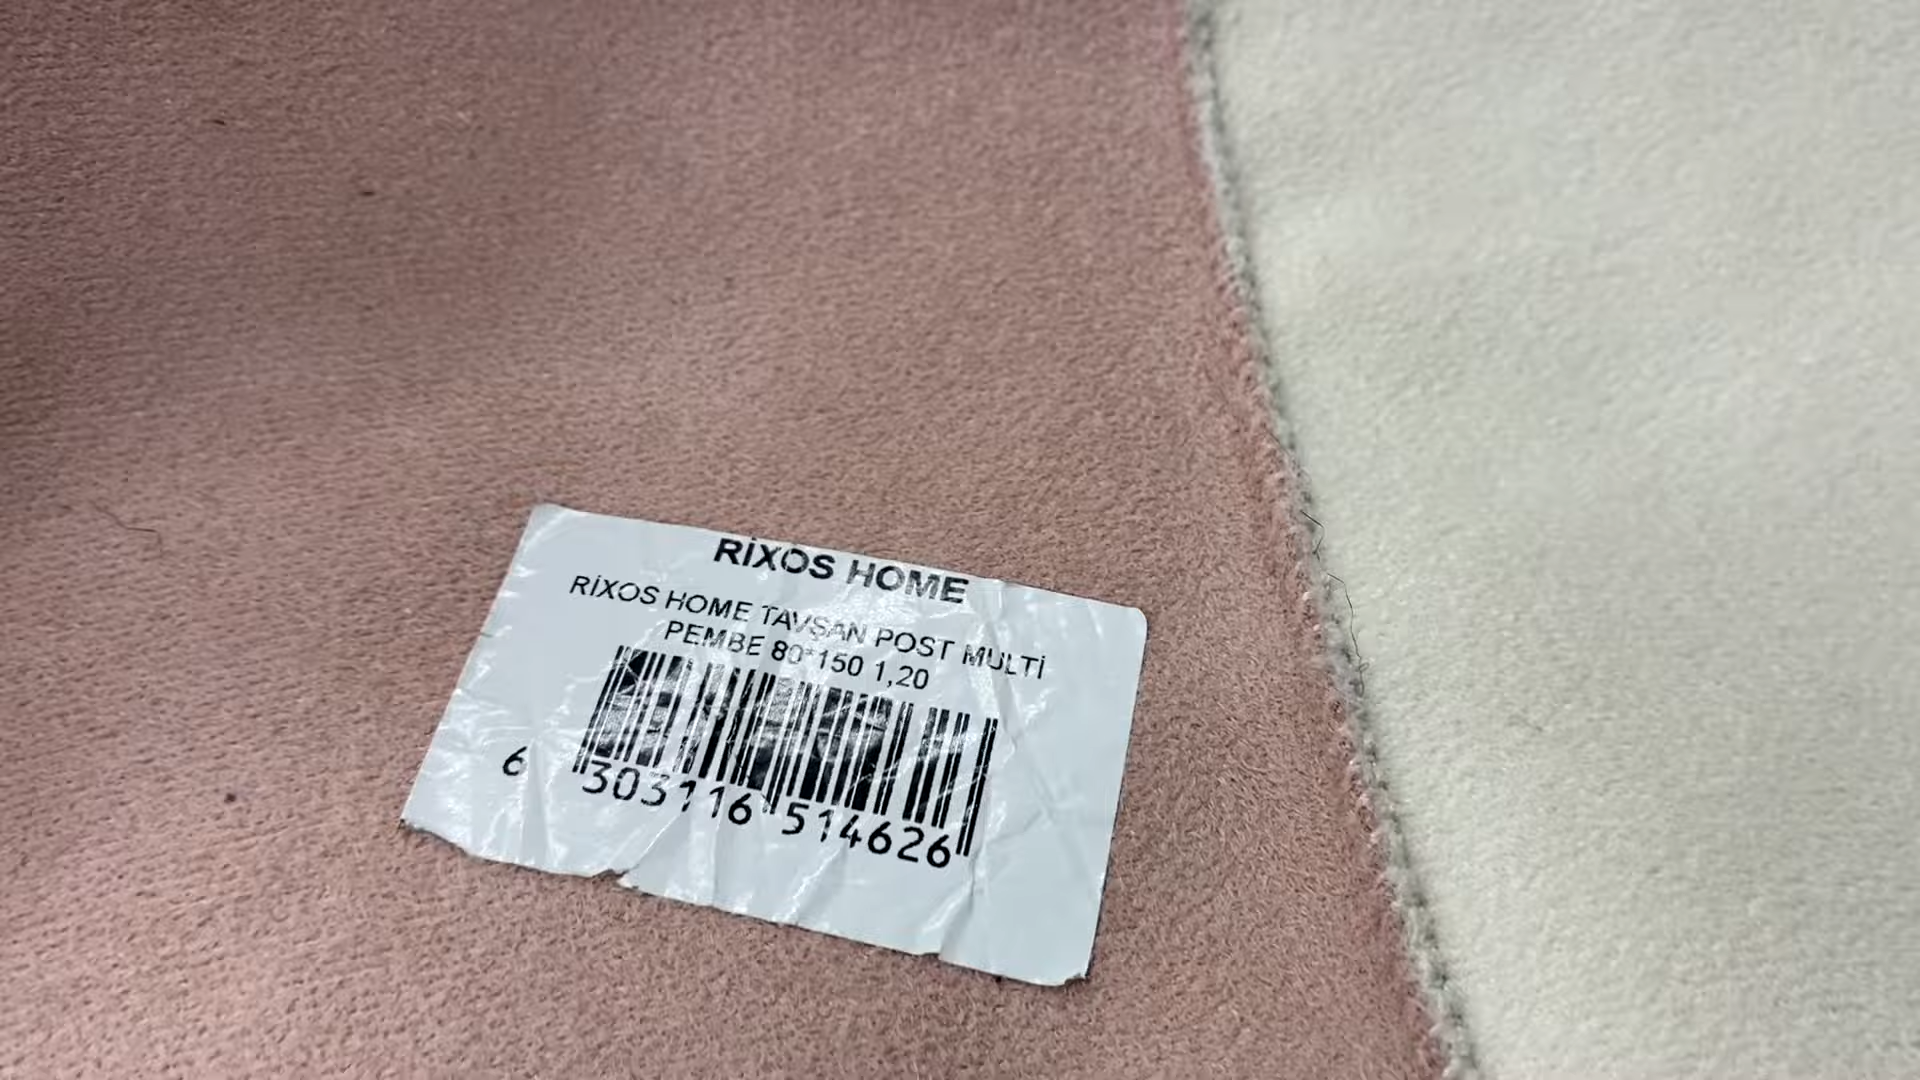 RİXOS HOME
RİXOS HOME TAVŞAN POST MULTİ
PEMBE 80*150 1,20
6 303116 514626